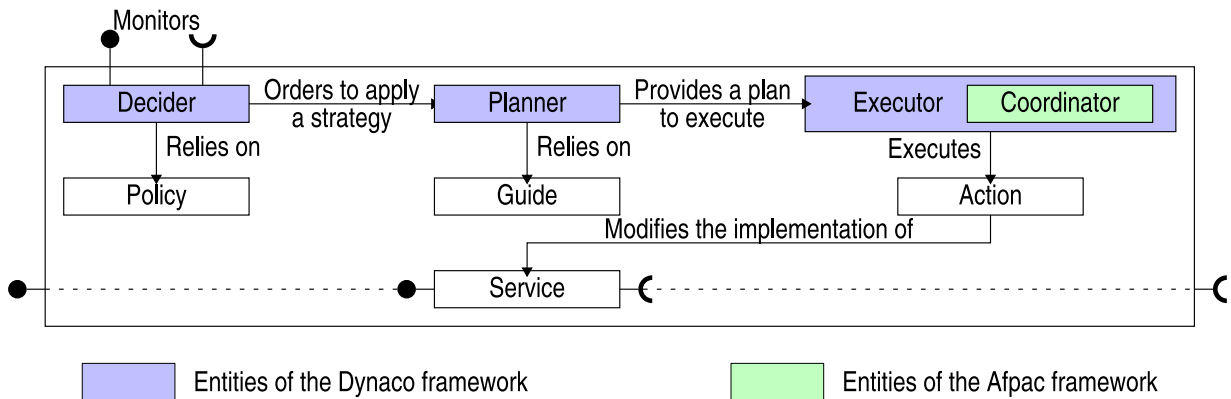 Monitors
Decider
Orders to apply
a strategy
Planner
Provides a plan
to execute
Executor
Coordinator
Relies on
Relies on
Executes
Policy
Guide
Action
Modifies the implementation of
Service
Entities of the Dynaco framework
Entities of the Afpac framework